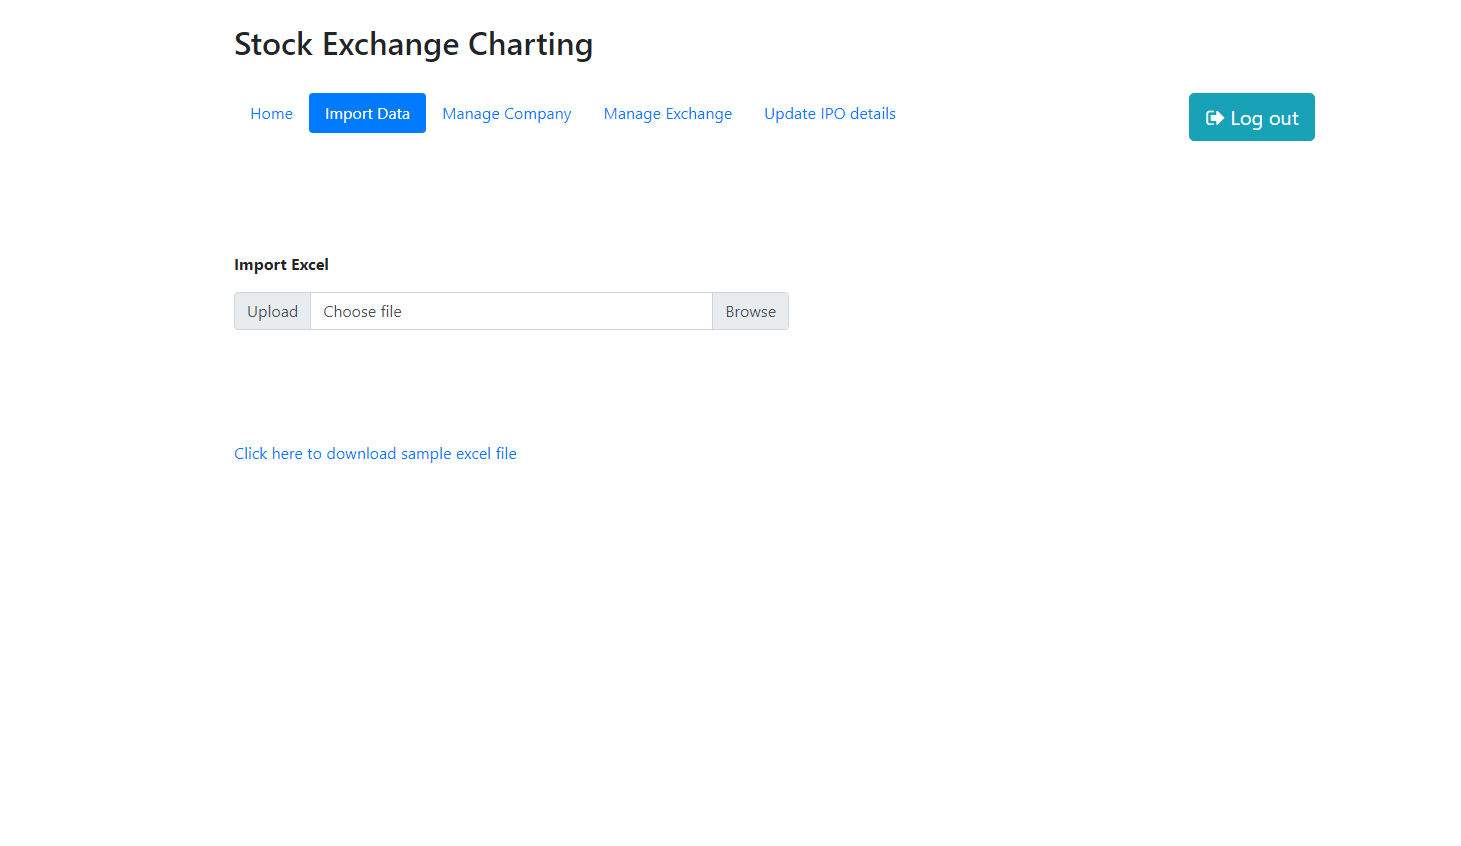 Stock Exchange Charting
Home Import Data Manage Company Manage Exchange Update IPO details Log out
Import Excel
Upload Choose file Browse
Click here to download sample excel file